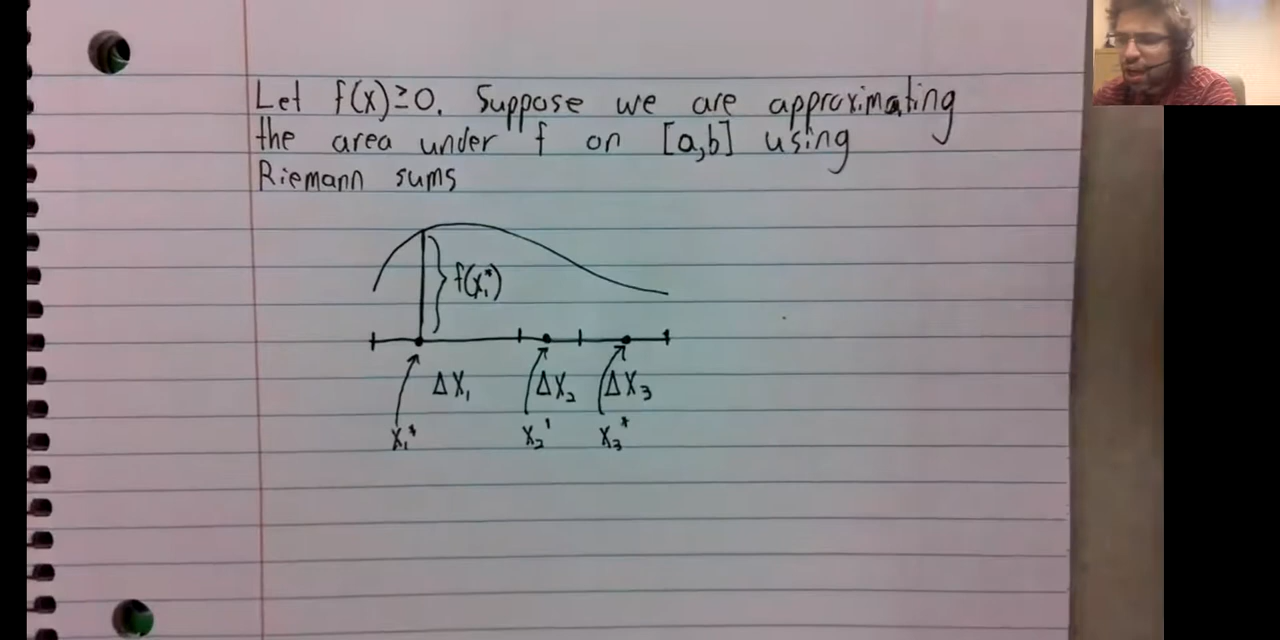 Let f(x)≥0. Suppose we are approximating
the area under f on [a,b] using
Riemann sums
f(x₁*)
Δx₁ Δx₂ Δx₃
x₁* x₂' x₃*